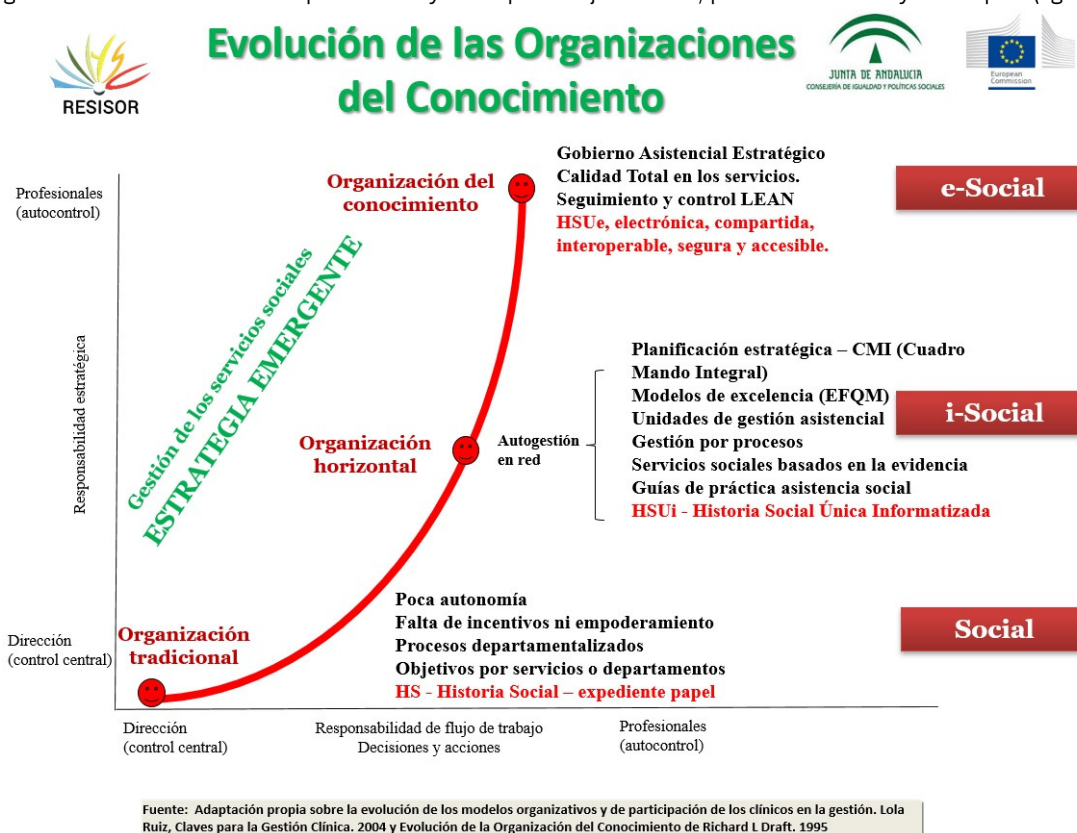 Evolución de las Organizaciones
del Conocimiento
RESISOR
JUNTA DE ANDALUCIA
CONSEJERÍA DE IGUALDAD Y POLÍTICAS SOCIALES
European
Commission
Profesionales
(autocontrol)
Organización del
conocimiento
Gobierno Asistencial Estratégico
Calidad Total en los servicios.
Seguimiento y control LEAN
HSUe, electrónica, compartida,
interoperable, segura y accesible.
e-Social
Gestión de los servicios sociales
ESTRATEGIA EMERGENTE
Responsabilidad estratégica
Organización
horizontal
Autogestión
en red
Planificación estratégica – CMI (Cuadro
Mando Integral)
Modelos de excelencia (EFQM)
Unidades de gestión asistencial
Gestión por procesos
Servicios sociales basados en la evidencia
Guías de práctica asistencia social
HSUi - Historia Social Única Informatizada
i-Social
Dirección
(control central)
Organización
tradicional
Poca autonomía
Falta de incentivos ni empoderamiento
Procesos departamentalizados
Objetivos por servicios o departamentos
HS - Historia Social – expediente papel
Social
Dirección
(control central)
Responsabilidad de flujo de trabajo
Decisiones y acciones
Profesionales
(autocontrol)
Fuente: Adaptación propia sobre la evolución de los modelos organizativos y de participación de los clínicos en la gestión. Lola
Ruiz, Claves para la Gestión Clínica. 2004 y Evolución de la Organización del Conocimiento de Richard L Draft. 1995